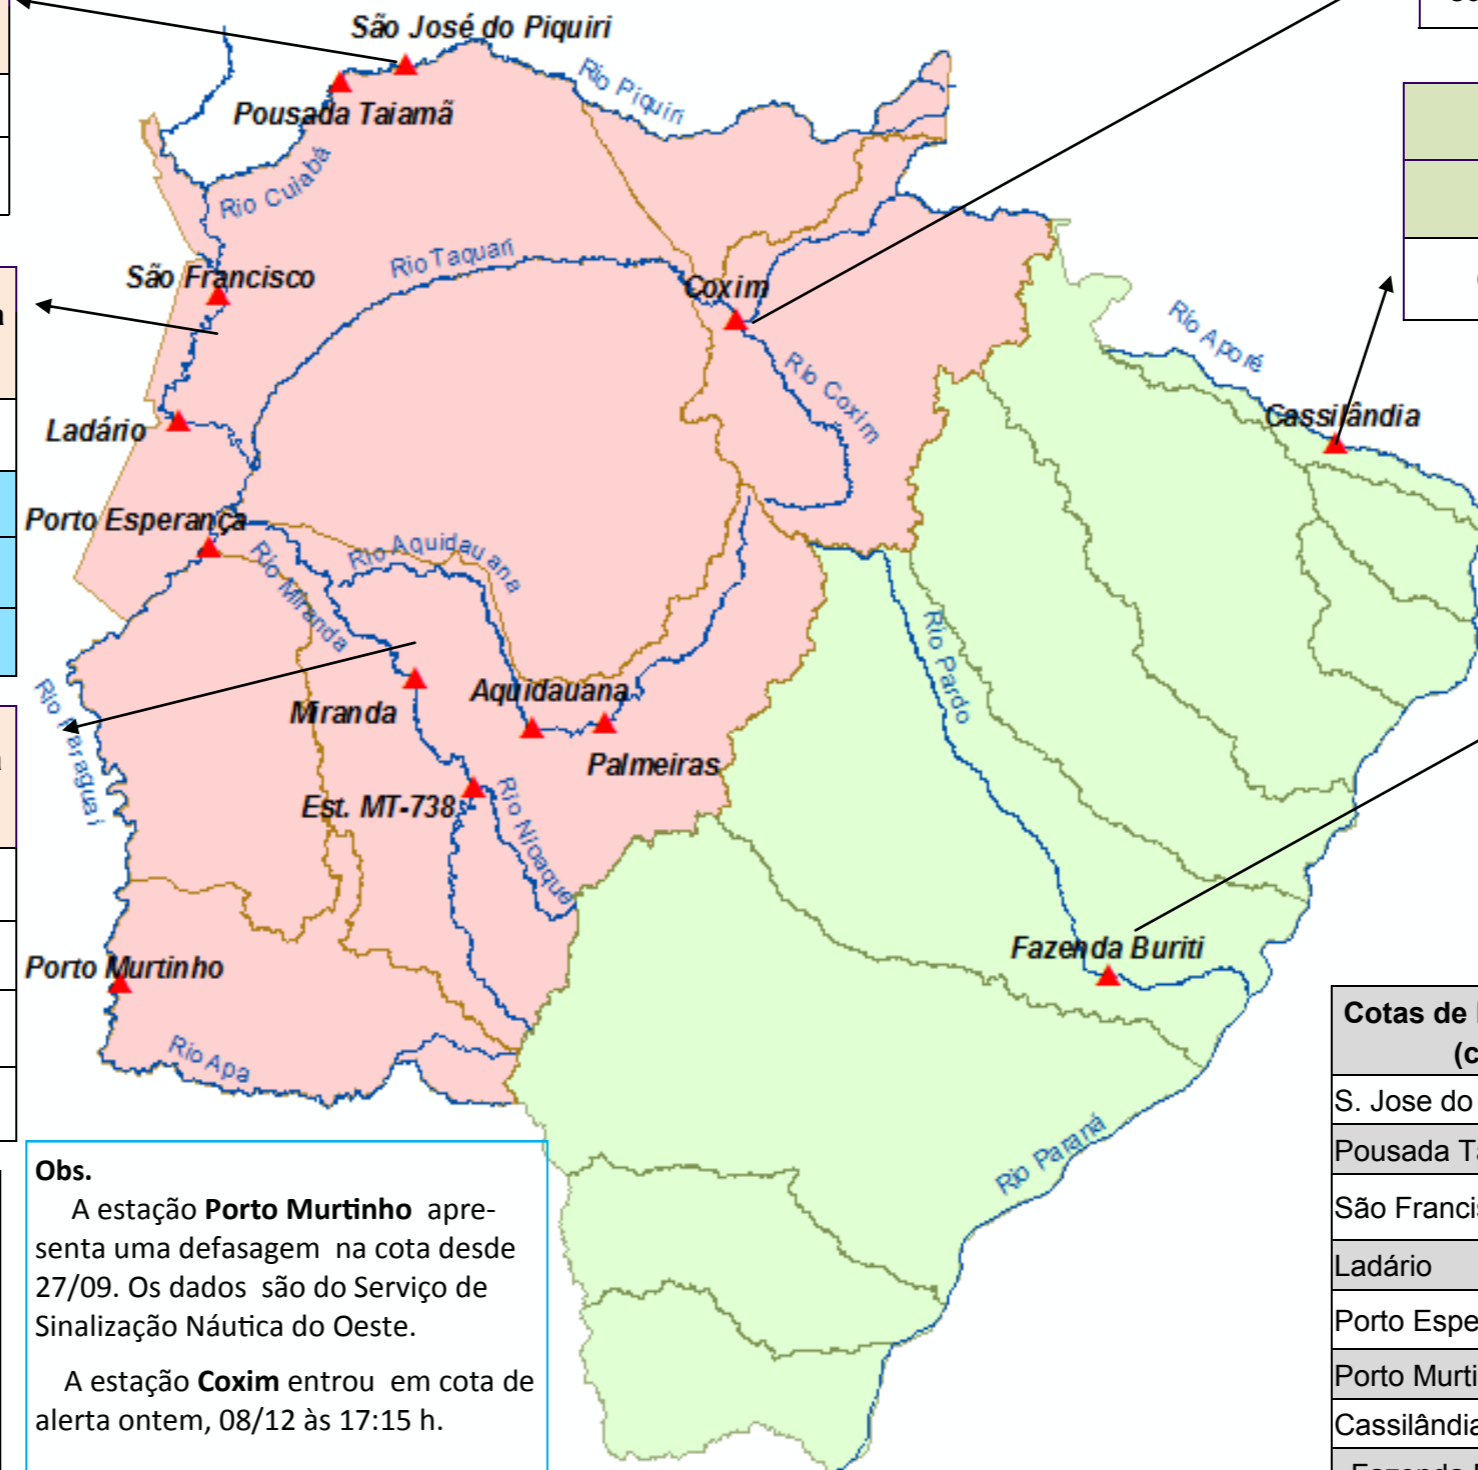 São José do Piquiri
Rio Piquiri
Pousada Taiamã
Rio Cuiabá
São Francisco
Rio Taquari
Coxim
Rio Coxim
Rio Aporé
Cassilândia
Ladário
Porto Esperança
Rio Miranda
Rio Aquidauana
Rio Pardo
Rio Paraguai
Miranda
Aquidauana
Palmeiras
Est. MT-738
Rio Nioaque
Fazenda Buriti
Porto Murtinho
Rio Apa
Rio Paraná
Obs.
A estação Porto Murtinho apre-
senta uma defasagem na cota desde
27/09. Os dados são do Serviço de
Sinalização Náutica do Oeste.
A estação Coxim entrou em cota de
alerta ontem, 08/12 às 17:15 h.
Cotas de
(c
S. Jose do
Pousada Ta
São Francis
Ladário
Porto Espe
Porto Murti
Cassilândia